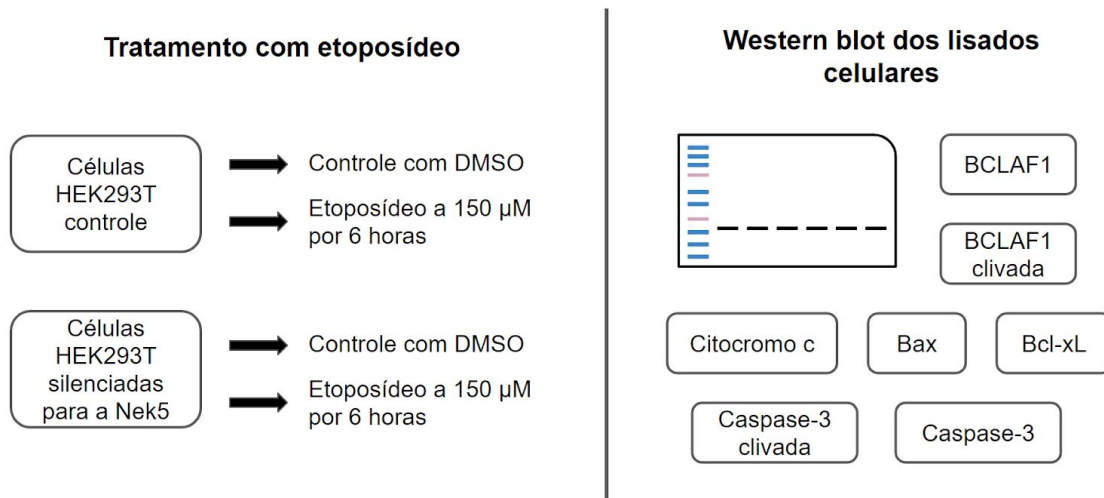 Tratamento com etoposídeo
Células
HEK293T
controle
Controle com DMSO
Etoposídeo a 150 µM
por 6 horas
Células
HEK293T
silenciadas
para a Nek5
Controle com DMSO
Etoposídeo a 150 µM
por 6 horas
Western blot dos lisados
celulares
BCLAF1
BCLAF1
clivada
Citocromo c
Bax
Bcl-xL
Caspase-3
clivada
Caspase-3